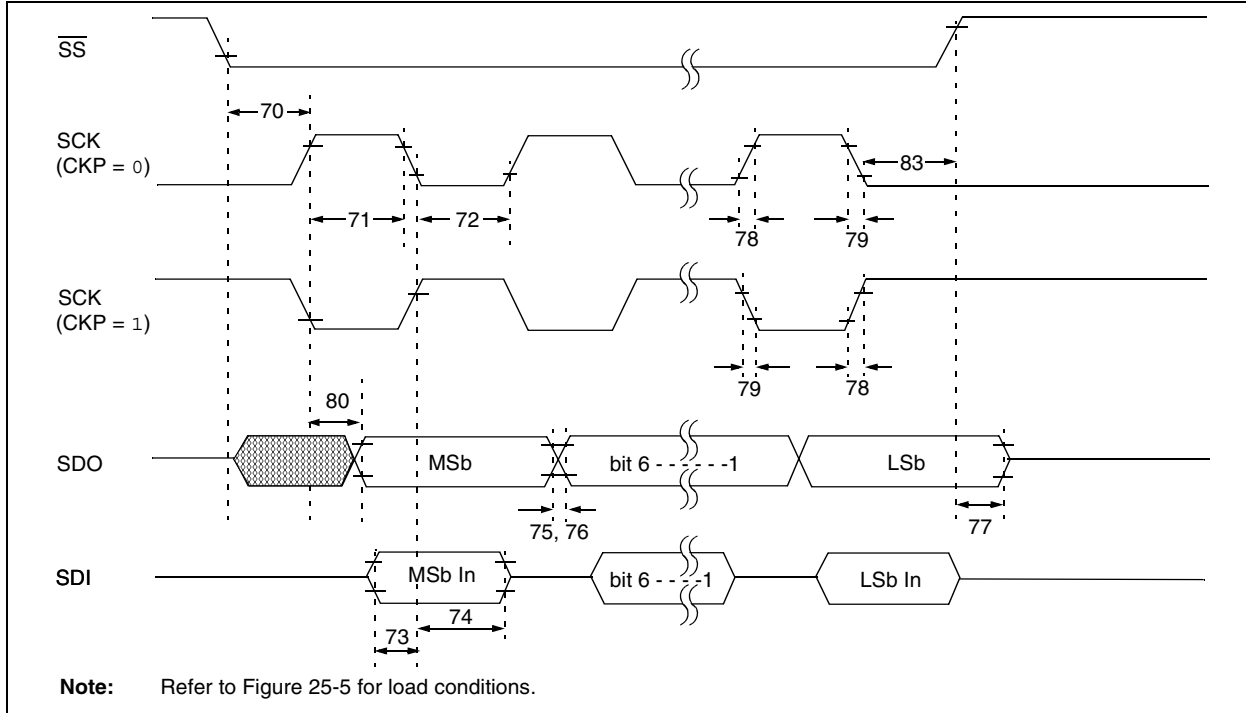 SS
70
SCK
(CKP = 0)
83
71
72
78
79
SCK
(CKP = 1)
79
78
80
SDO
MSb
bit 6 - - - - - -1
LSb
75, 76
77
SDI
MSb In
bit 6 - - - -1
LSb In
74
73
Note: Refer to Figure 25-5 for load conditions.